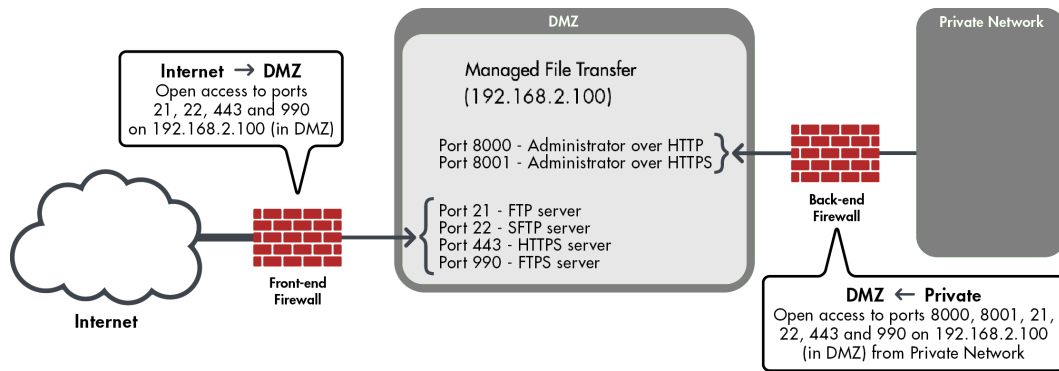 DMZ
Private Network
Internet → DMZ
Open access to ports
21, 22, 443 and 990
on 192.168.2.100 (in DMZ)
Managed File Transfer
(192.168.2.100)
Port 8000 - Administrator over HTTP
Port 8001 - Administrator over HTTPS
Port 21 - FTP server
Port 22 - SFTP server
Port 443 - HTTPS server
Port 990 - FTPS server
Front-end
Firewall
Internet
Back-end
Firewall
DMZ ← Private
Open access to ports 8000, 8001, 21,
22, 443 and 990 on 192.168.2.100
(in DMZ) from Private Network